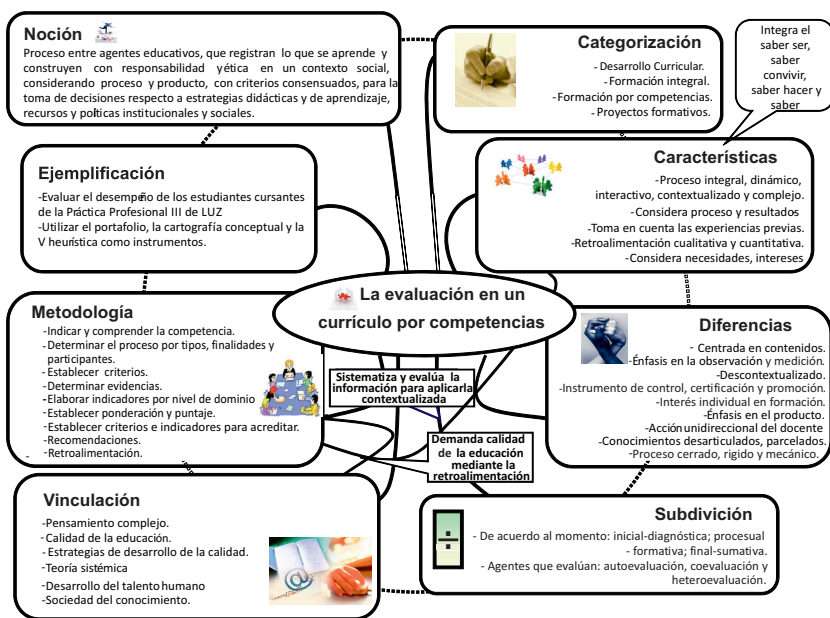 Noción
Proceso entre agentes educativos, que registran lo que se aprende y
construyen con responsabilidad yética en un contexto social,
considerando proceso y producto, con criterios consensuados, para la
toma de decisiones respecto a estrategias didácticas y de aprendizaje,
recursos y políticas institucionales y sociales.
Categorización
- Desarrollo Curricular.
- Formación integral.
- Formación por competencias.
- Proyectos formativos.
Integra el
saber ser,
saber
convivir,
saber hacer y
saber
Ejemplificación
-Evaluar el desempeño de los estudiantes cursantes
de la Práctica Profesional III de LUZ
-Utilizar el portafolio, la cartografía conceptual y la
V heurística como instrumentos.
Características
-Proceso integral, dinámico,
interactivo, contextualizado y complejo.
-Considera proceso y resultados
-Toma en cuenta las experiencias previas.
-Retroalimentación cualitativa y cuantitativa.
-Considera necesidades, intereses
La evaluación en un
currículo por competencias
Metodología
-Indicar y comprender la competencia.
-Determinar el proceso por tipos, finalidades y
participantes.
-Establecer criterios.
-Determinar evidencias.
-Elaborar indicadores por nivel de dominio
-Establecer ponderación y puntaje.
-Establecer criterios e indicadores para acreditar.
-Recomendaciones.
- -Retroalimentación.
Sistematiza y evalúa la
información para aplicarla
contextualizada
Demanda calidad
de la educación
mediante la
retroalimentación
Diferencias
- Centrada en contenidos.
-Énfasis en la observación y medición.
-Descontextualizado.
-Instrumento de control, certificación y promoción.
-Interés individual en formación.
-Énfasis en el producto.
-Acción unidireccional del docente
-Conocimientos desarticulados, parcelados.
-Proceso cerrado, rígido y mecánico.
Vinculación
-Pensamiento complejo.
-Calidad de la educación.
- Estrategias de desarrollo de la calidad.
-Teoría sistémica
-Desarrollo del talento humano
-Sociedad del conocimiento.
Subdivición
- De acuerdo al momento: inicial-diagnóstica; procesual
- formativa; final-sumativa.
- Agentes que evalúan: autoevaluación, coevaluación y
heteroevaluación.